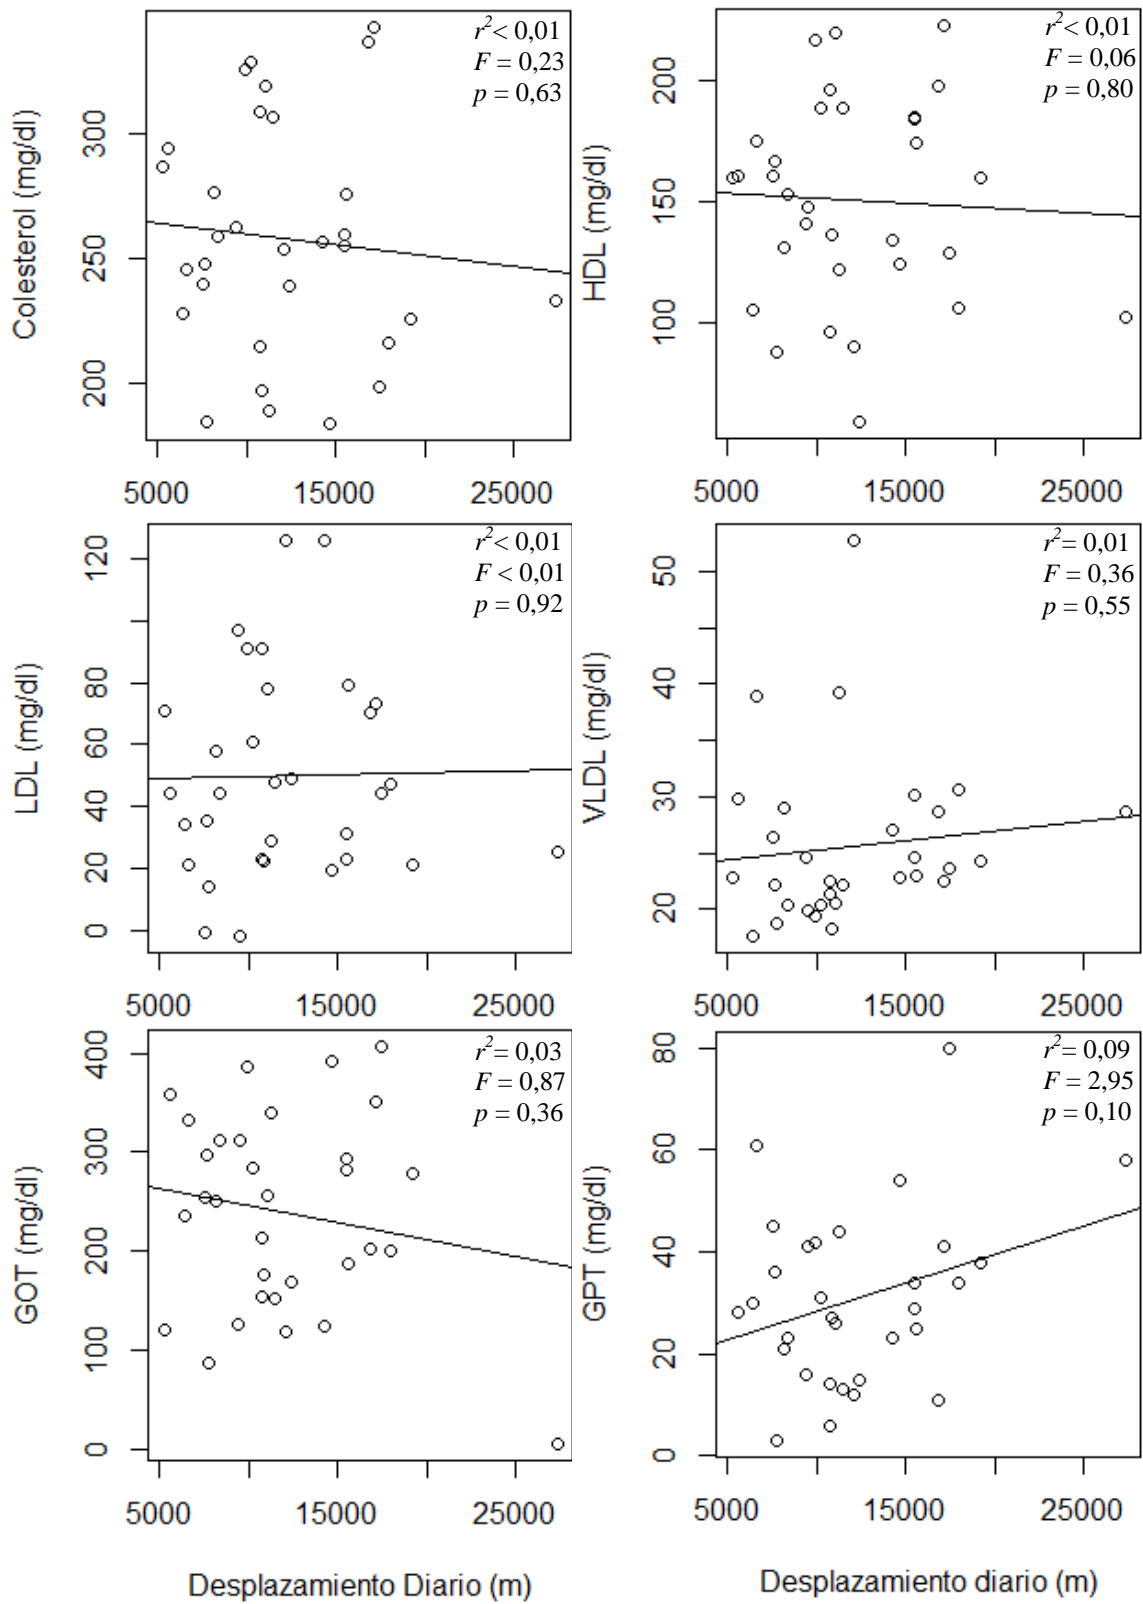 r²< 0,01
F = 0,23
p = 0,63
Colesterol (mg/dl)
300
250
200
5000 15000 25000
r²< 0,01
F = 0,06
p = 0,80
HDL (mg/dl)
200
150
100
5000 15000 25000
r²< 0,01
F < 0,01
p = 0,92
LDL (mg/dl)
120
80
60
40
20
0
5000 15000 25000
r²= 0,01
F = 0,36
p = 0,55
VLDL (mg/dl)
50
40
30
20
5000 15000 25000
r²= 0,03
F = 0,87
p = 0,36
GOT (mg/dl)
400
300
200
100
0
5000 15000 25000
Desplazamiento Diario (m)
r²= 0,09
F = 2,95
p = 0,10
GPT (mg/dl)
80
60
40
20
0
5000 15000 25000
Desplazamiento diario (m)